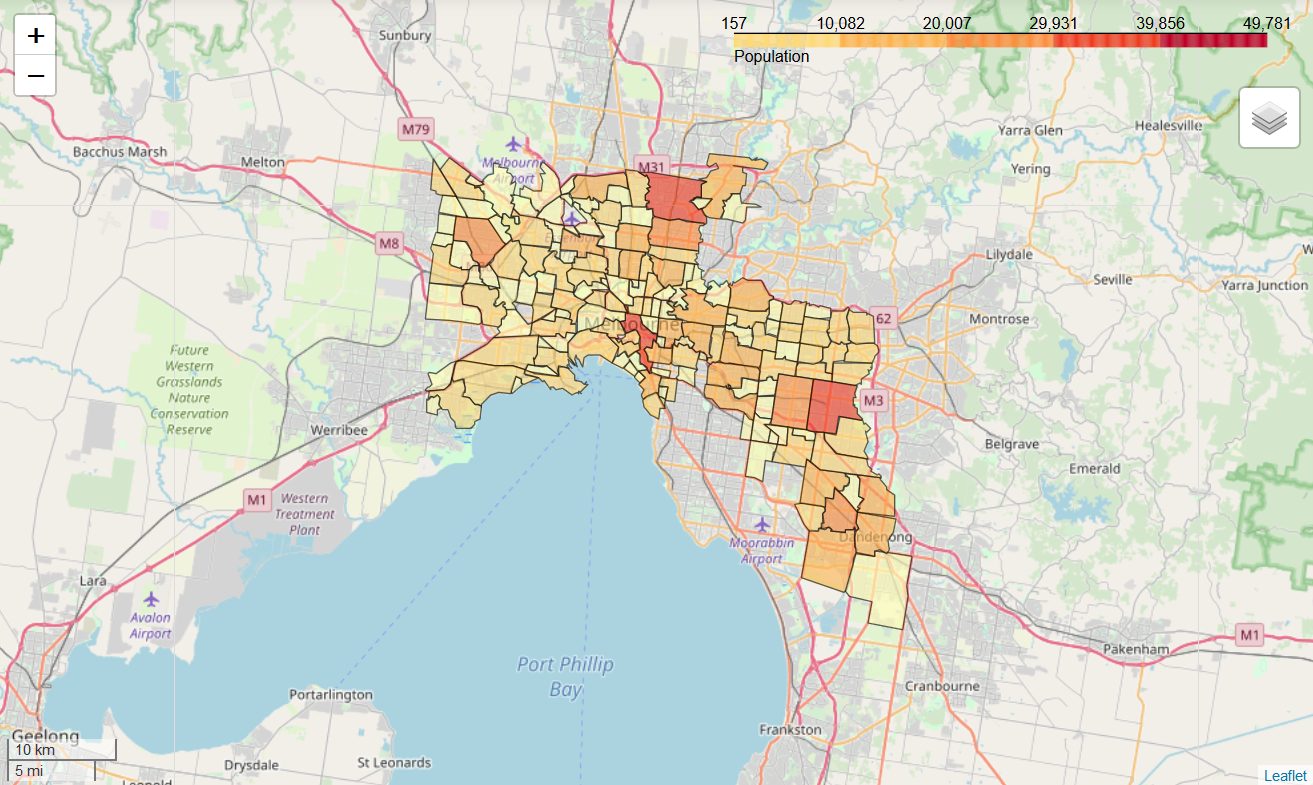 +
−
157 10,082 20,007 29,931 39,856 49,781
Population
Sunbury
M79
Bacchus Marsh
Melton
Melbourne
Airport
M31
Yarra Glen
Healesville
Yering
M8
Essendon
Lilydale
Seville
Yarra Junction
W
62
Montrose
Melbourne
Future
Western
Grasslands
Nature
Conservation
Reserve
M3
Werribee
Belgrave
Emerald
M1
Western
Treatment
Plant
Moorabbin
Airport
Dandenong
Lara
Avalon
Airport
M1
Pakenham
Port Phillip
Bay
Cranbourne
Portarlington
Frankston
Geelong
10 km
5 mi
Drysdale
St Leonards
Leopold
Leaflet